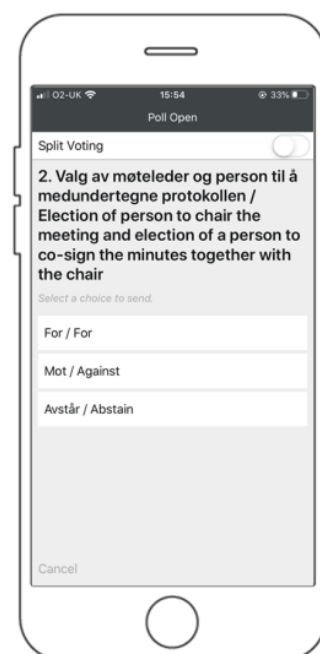 O2-UK 15:54 33%
Poll Open
Split Voting
2. Valg av møteleder og person til å
medundertegne protokollen /
Election of person to chair the
meeting and election of a person to
co-sign the minutes together with
the chair
Select a choice to send.
For / For
Mot / Against
Avstår / Abstain
Cancel